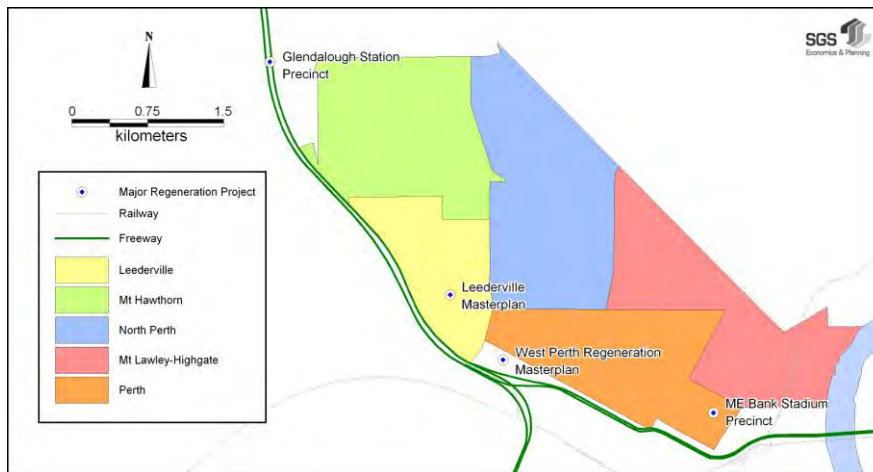 SGS
Economics & Planning
N
0 0.75 1.5
kilometers
Glendalough Station
Precinct
Major Regeneration Project
Railway
Freeway
Leederville
Mt Hawthorn
North Perth
Mt Lawley-Highgate
Perth
Leederville
Masterplan
West Perth Regeneration
Masterplan
ME Bank Stadium
Precinct